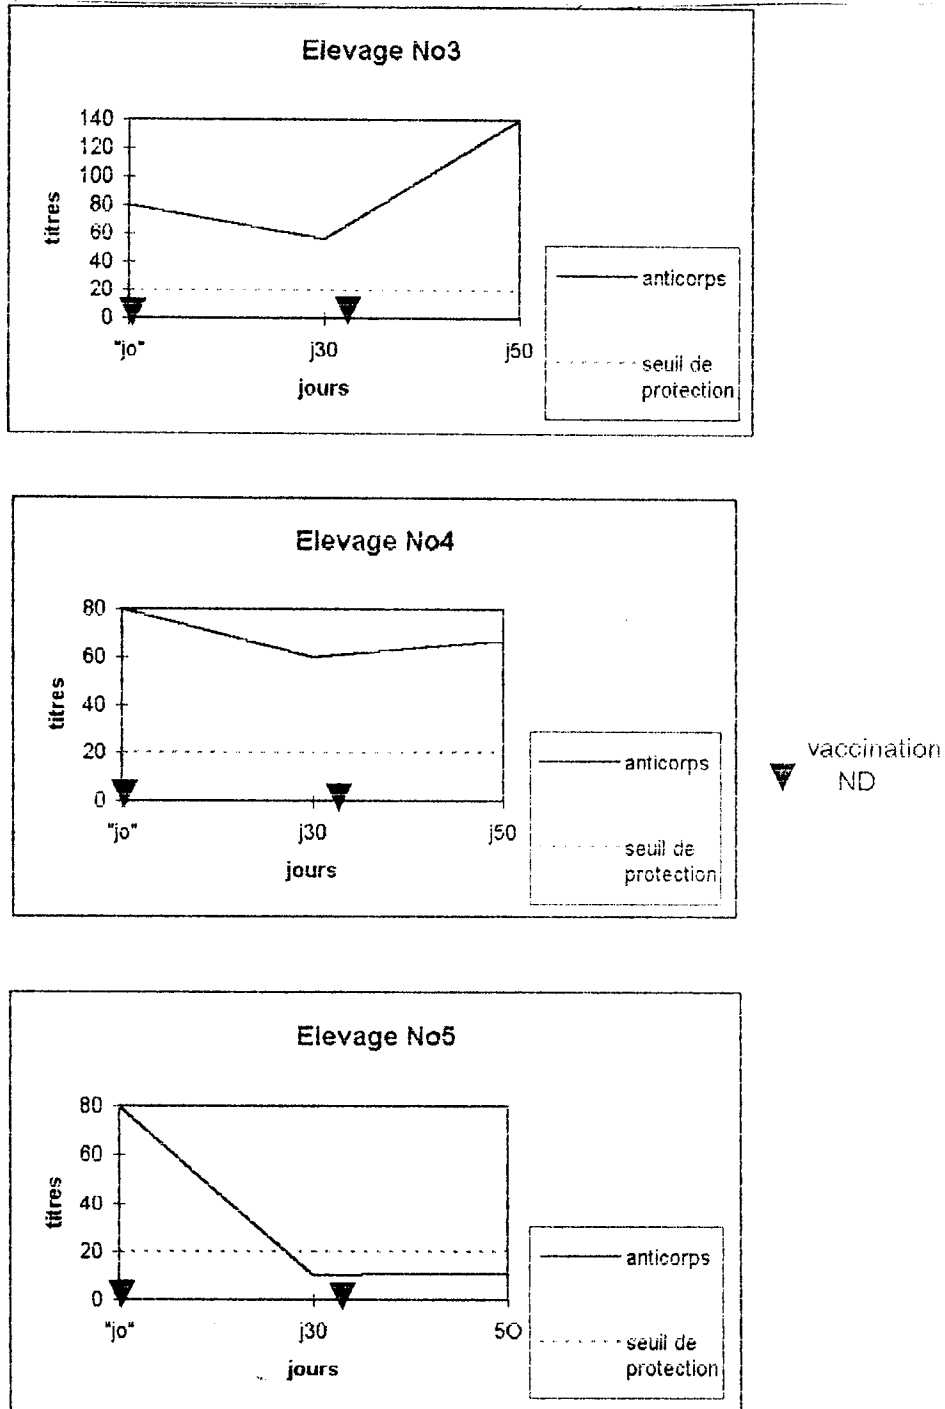 Elevage No3
140
120
100
80
60
40
20
0
titres
"jo"
j30
j50
jours
anticorps
seuil de
protection
Elevage No4
80
60
40
20
0
titres
"jo"
j30
j50
jours
anticorps
seuil de
protection
vaccination
ND
Elevage No5
80
60
40
20
0
titres
"jo"
j30
5O
jours
anticorps
seuil de
protection